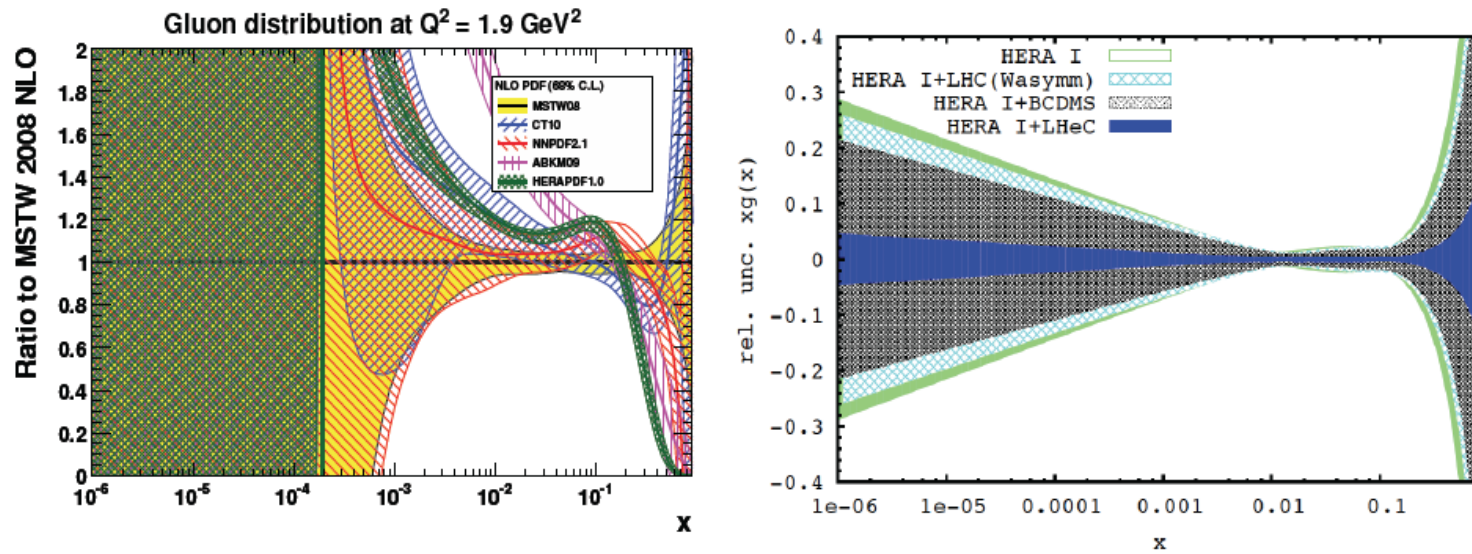 Gluon distribution at Q² = 1.9 GeV²
Ratio to MSTW 2008 NLO
2
1.8
1.6
1.4
1.2
1
0.8
0.6
0.4
0.2
0
NLO PDF (68% C.L.)
MSTW08
CT10
NNPDF2.1
ABKM09
HERAPDF1.0
10⁻⁶
10⁻⁵
10⁻⁴
10⁻³
10⁻²
10⁻¹
x
rel. unc. xg(x)
0.4
0.3
0.2
0.1
0
-0.1
-0.2
-0.3
-0.4
HERA I
HERA I+LHC(Wasymm)
HERA I+BCDMS
HERA I+LHeC
1e-06
1e-05
0.0001
0.001
0.01
0.1
x